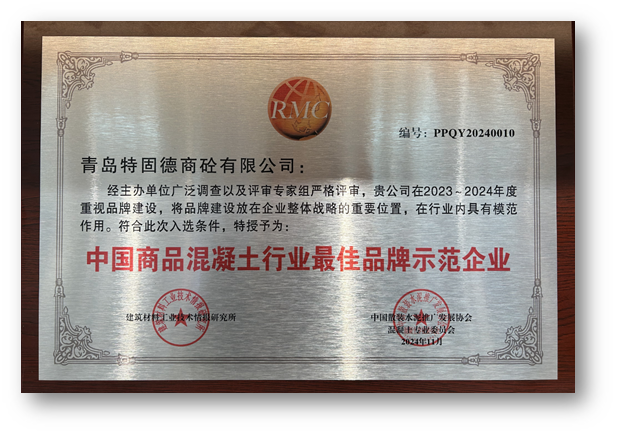 RMC
编号：PPQY20240010
青岛特固德商砼有限公司：
经主办单位广泛调查以及评审专家组严格评审，贵公司在2023～2024年度
重视品牌建设，将品牌建设放在企业整体战略的重要位置，在行业内具有模范
作用。符合此次入选条件，特授予为：
中国商品混凝土行业最佳品牌示范企业
建筑材料工业技术情报研究所
中国散装水泥推广发展协会
混凝土专业委员会
2024年11月